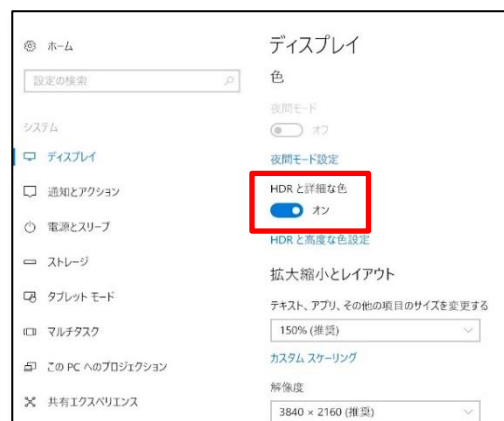 ホーム
設定の検索
システム
ディスプレイ
通知とアクション
電源とスリープ
ストレージ
タブレット モード
マルチタスク
この PC へのプロジェクション
共有エクスペリエンス
ディスプレイ
色
夜間モード
オフ
夜間モード設定
HDR と詳細な色
オン
HDR と高度な色設定
拡大縮小とレイアウト
テキスト、アプリ、その他の項目のサイズを変更する
150% (推奨)
カスタム スケーリング
解像度
3840 × 2160 (推奨)